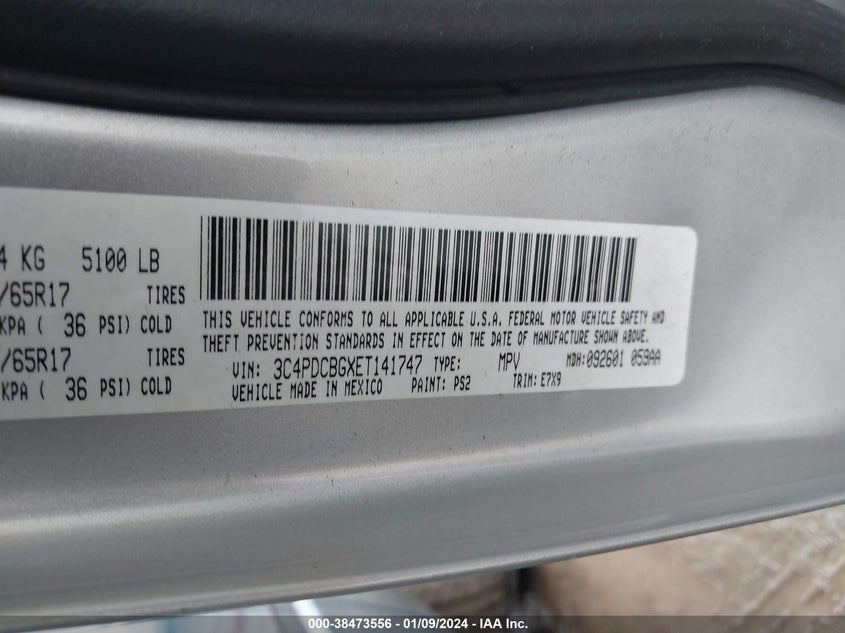 4 KG 5100 LB
/65R17 TIRES
KPA ( 36 PSI) COLD
/65R17 TIRES
KPA ( 36 PSI) COLD
THIS VEHICLE CONFORMS TO ALL APPLICABLE U.S.A. FEDERAL MOTOR VEHICLE SAFETY AND
THEFT PREVENTION STANDARDS IN EFFECT ON THE DATE OF MANUFACTURE SHOWN ABOVE.
VIN: 3C4PDCBGXET141747 TYPE: MPV MDH:092601 059AA
VEHICLE MADE IN MEXICO PAINT: PS2 TRIM: E7X9
© - 38473556 - 01/09/2024 - IAA Inc.